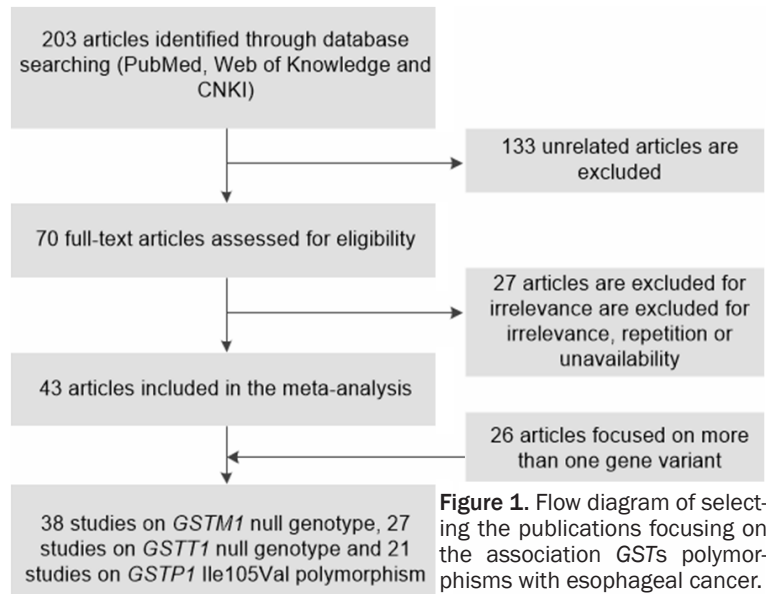 203 articles identified through database
searching (PubMed, Web of Knowledge and
CNKI)
133 unrelated articles are
excluded
70 full-text articles assessed for eligibility
27 articles are excluded for
irrelevance are excluded for
irrelevance, repetition or
unavailability
43 articles included in the meta-analysis
26 articles focused on more
than one gene variant
38 studies on GSTM1 null genotype, 27
studies on GSTT1 null genotype and 21
studies on GSTP1 Ile105Val polymorphism
Figure 1. Flow diagram of select-
ing the publications focusing on
the association GSTs polymor-
phisms with esophageal cancer.